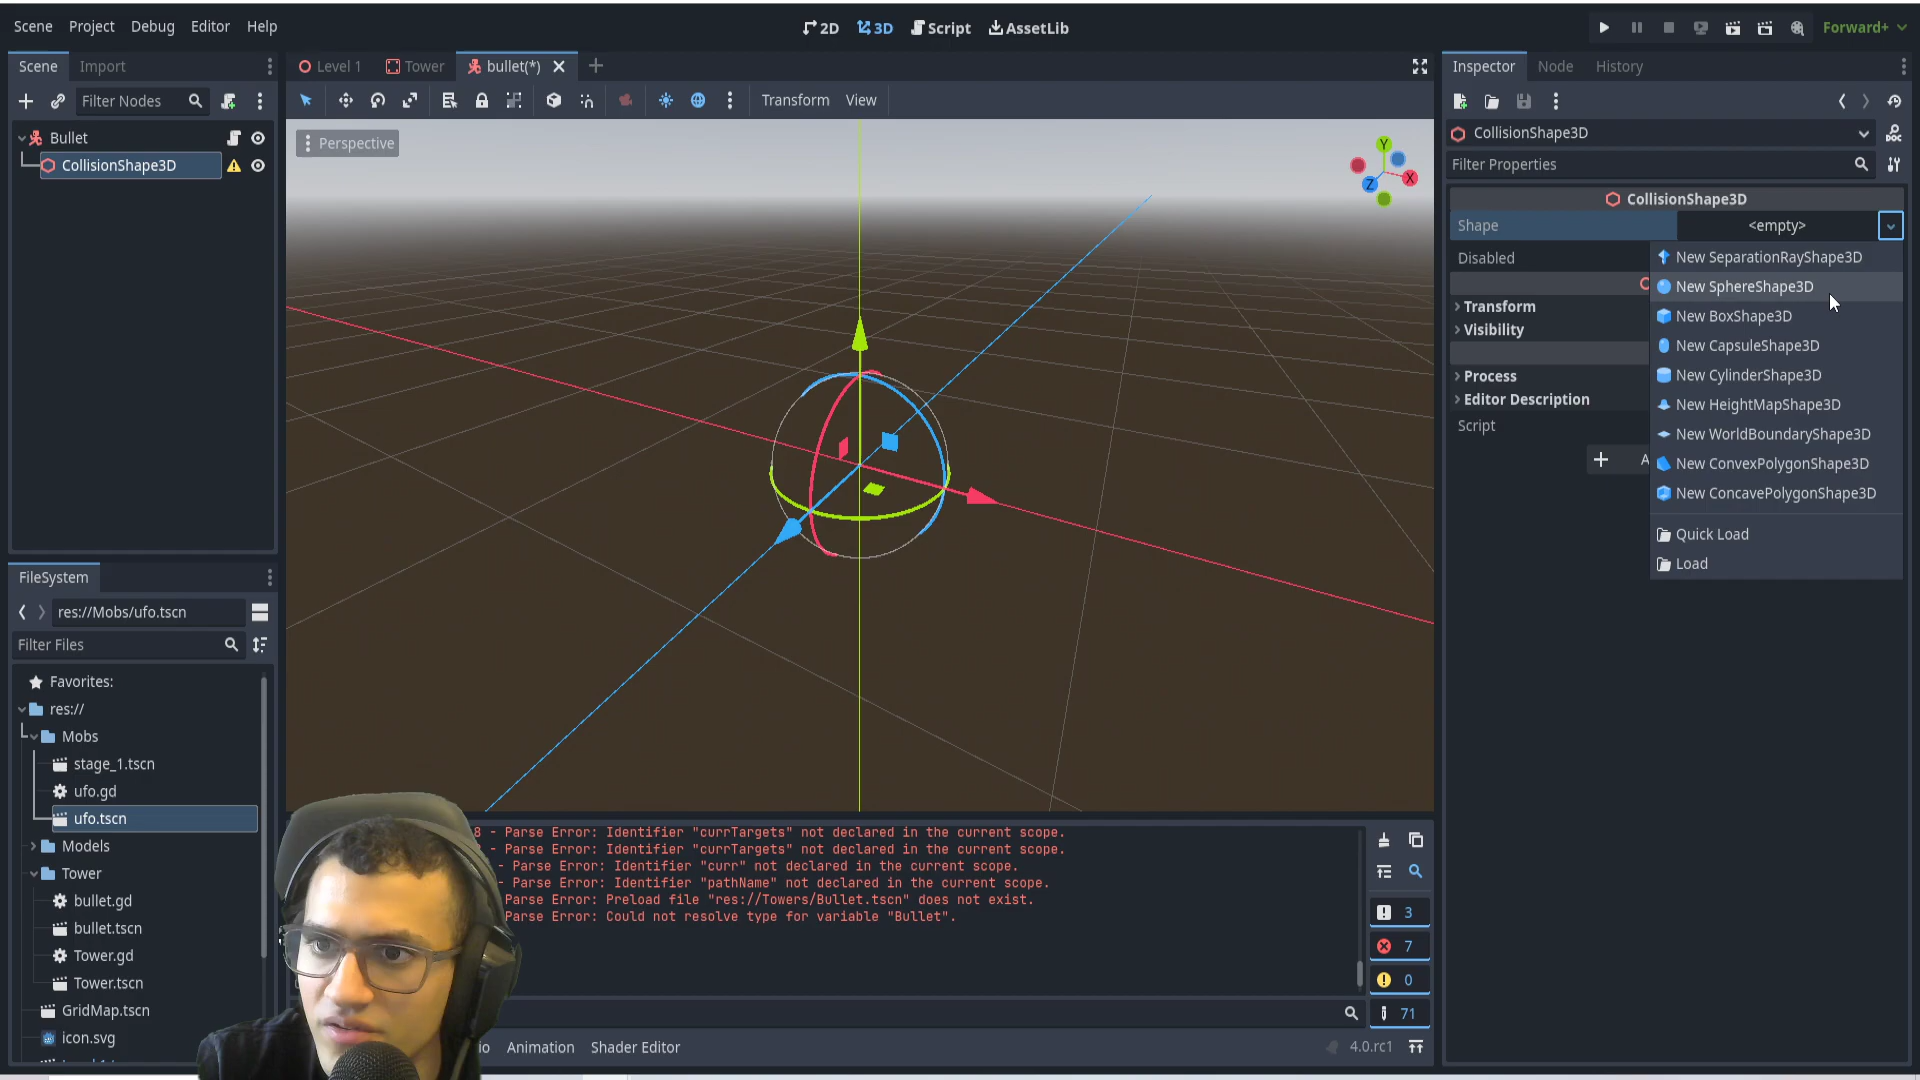 Scene Project Debug Editor Help
2D 3D Script AssetLib
Forward+
Scene Import
Level 1 Tower bullet(*)
Inspector Node History
Filter Nodes
Transform View
Bullet
CollisionShape3D
Perspective
Y
X
Z
CollisionShape3D
Filter Properties
CollisionShape3D
Shape <empty>
Disabled
Transform
Visibility
Process
Editor Description
Script
New SeparationRayShape3D
New SphereShape3D
New BoxShape3D
New CapsuleShape3D
New CylinderShape3D
New HeightMapShape3D
New WorldBoundaryShape3D
New ConvexPolygonShape3D
New ConcavePolygonShape3D
Quick Load
Load
FileSystem
res://Mobs/ufo.tscn
Filter Files
Favorites:
res://
Mobs
stage_1.tscn
ufo.gd
ufo.tscn
Models
Tower
bullet.gd
bullet.tscn
Tower.gd
Tower.tscn
GridMap.tscn
icon.svg
8 - Parse Error: Identifier "currTargets" not declared in the current scope.
- Parse Error: Identifier "currTargets" not declared in the current scope.
- Parse Error: Identifier "curr" not declared in the current scope.
- Parse Error: Identifier "pathName" not declared in the current scope.
Parse Error: Preload file "res://Towers/Bullet.tscn" does not exist.
Parse Error: Could not resolve type for variable "Bullet".
3
7
0
71
io Animation Shader Editor
4.0.rc1